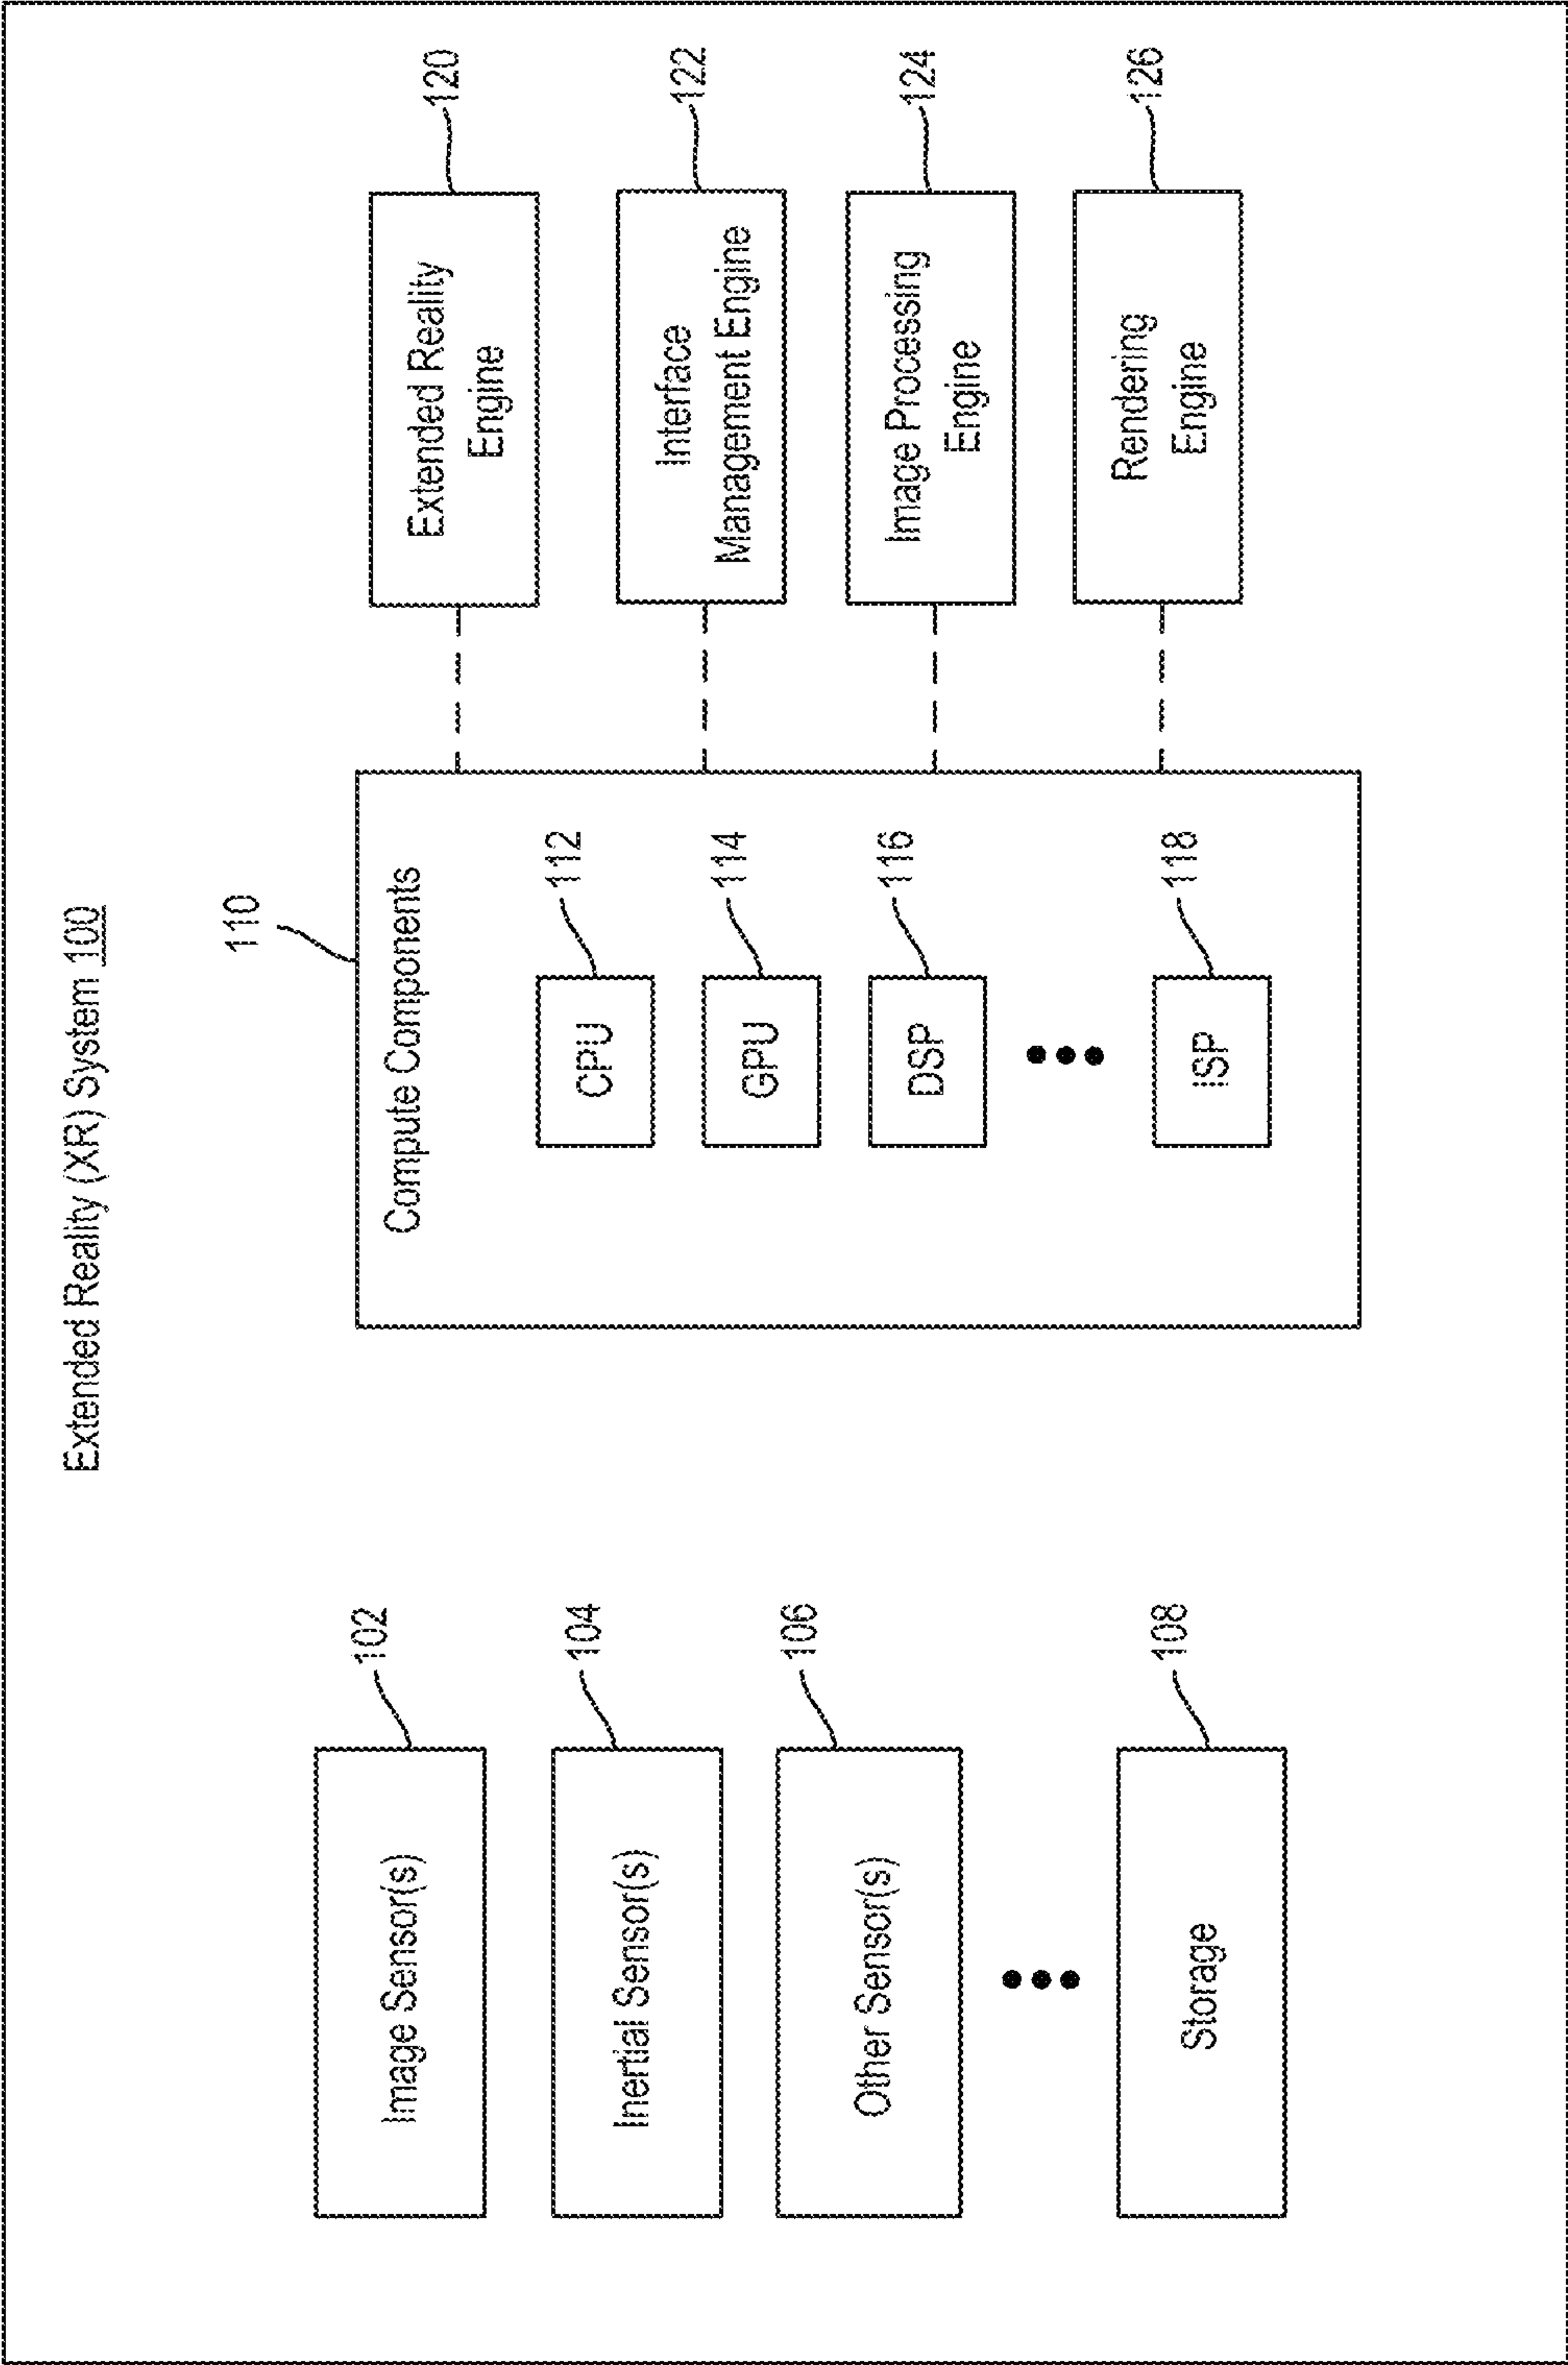 Extended Reality (XR) System 100
Image Sensor(s)
102
Inertial Sensor(s)
104
Other Sensor(s)
106
Storage
108
110
Compute Components
CPU
112
GPU
114
DSP
116
ISP
118
Extended Reality
Engine
120
Interface
Management Engine
122
Image Processing
Engine
124
Rendering
Engine
126